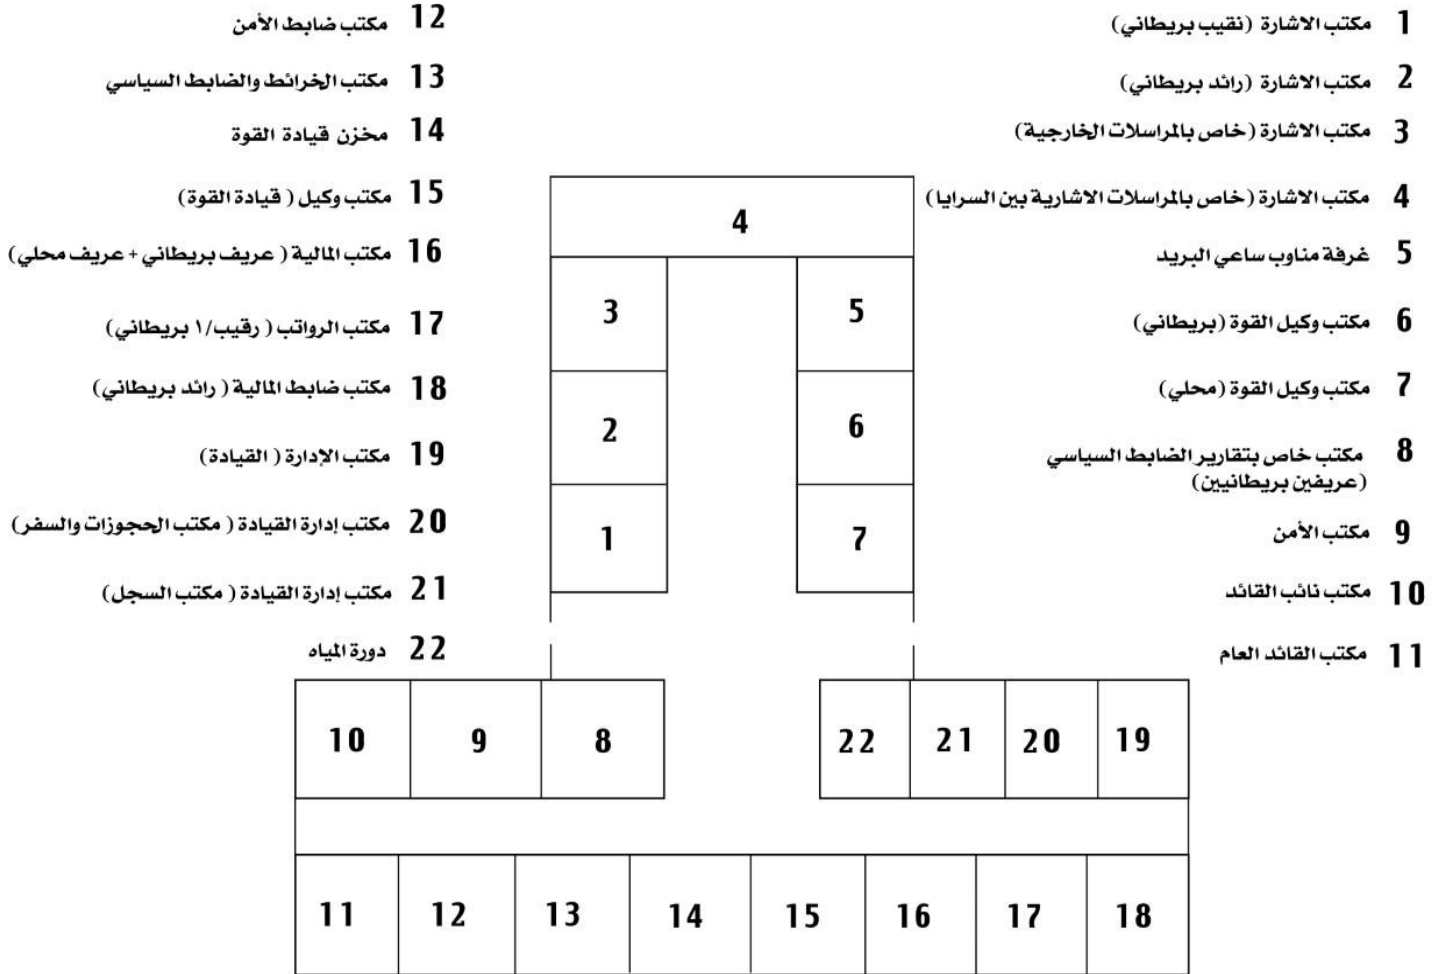 1 مكتب الاشارة (نقيب بريطاني)
2 مكتب الاشارة (رائد بريطاني)
3 مكتب الاشارة (خاص بالمراسلات الخارجية)
4 مكتب الاشارة (خاص بالمراسلات الاشارية بين السرايا)
5 غرفة مناوب ساعي البريد
6 مكتب وكيل القوة (بريطاني)
7 مكتب وكيل القوة (محلي)
8 مكتب خاص بتقارير الضابط السياسي
(عريفين بريطانيين)
9 مكتب الأمن
10 مكتب نائب القائد
11 مكتب القائد العام
12 مكتب ضابط الأمن
13 مكتب الخرائط والضابط السياسي
14 مخزن قيادة القوة
15 مكتب وكيل ( قيادة القوة)
16 مكتب المالية ( عريف بريطاني + عريف محلي)
17 مكتب الرواتب ( رقيب/١ بريطاني)
18 مكتب ضابط المالية ( رائد بريطاني)
19 مكتب الإدارة ( القيادة)
20 مكتب إدارة القيادة ( مكتب الحجوزات والسفر)
21 مكتب إدارة القيادة ( مكتب السجل)
22 دورة المياه
4
3 5
2 6
1 7
10 9 8 22 21 20 19
11 12 13 14 15 16 17 18